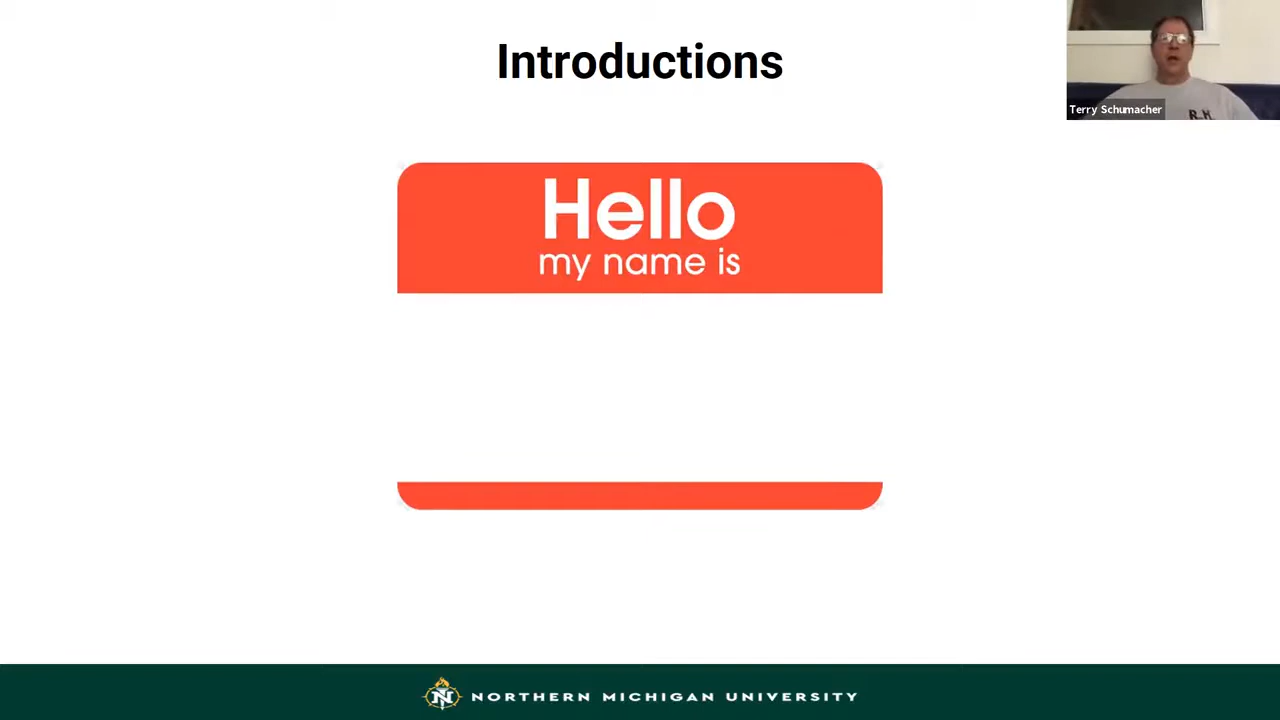 Introductions
Terry Schumacher
R.H.
Hello
my name is
NORTHERN MICHIGAN UNIVERSITY